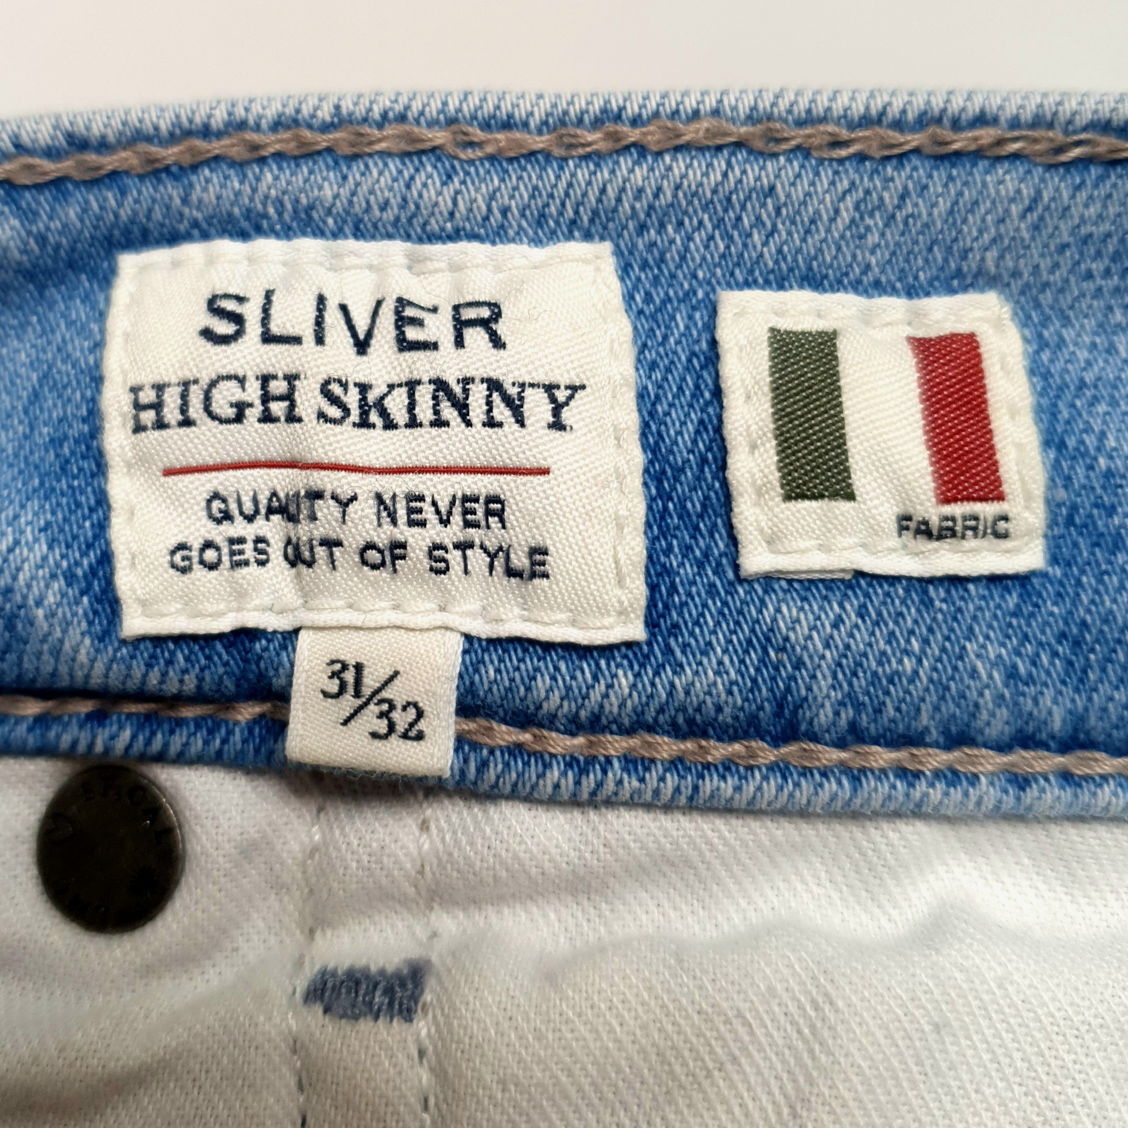 SLIVER
HIGH SKINNY
QUALITY NEVER
GOES OUT OF STYLE
FABRIC
31/32